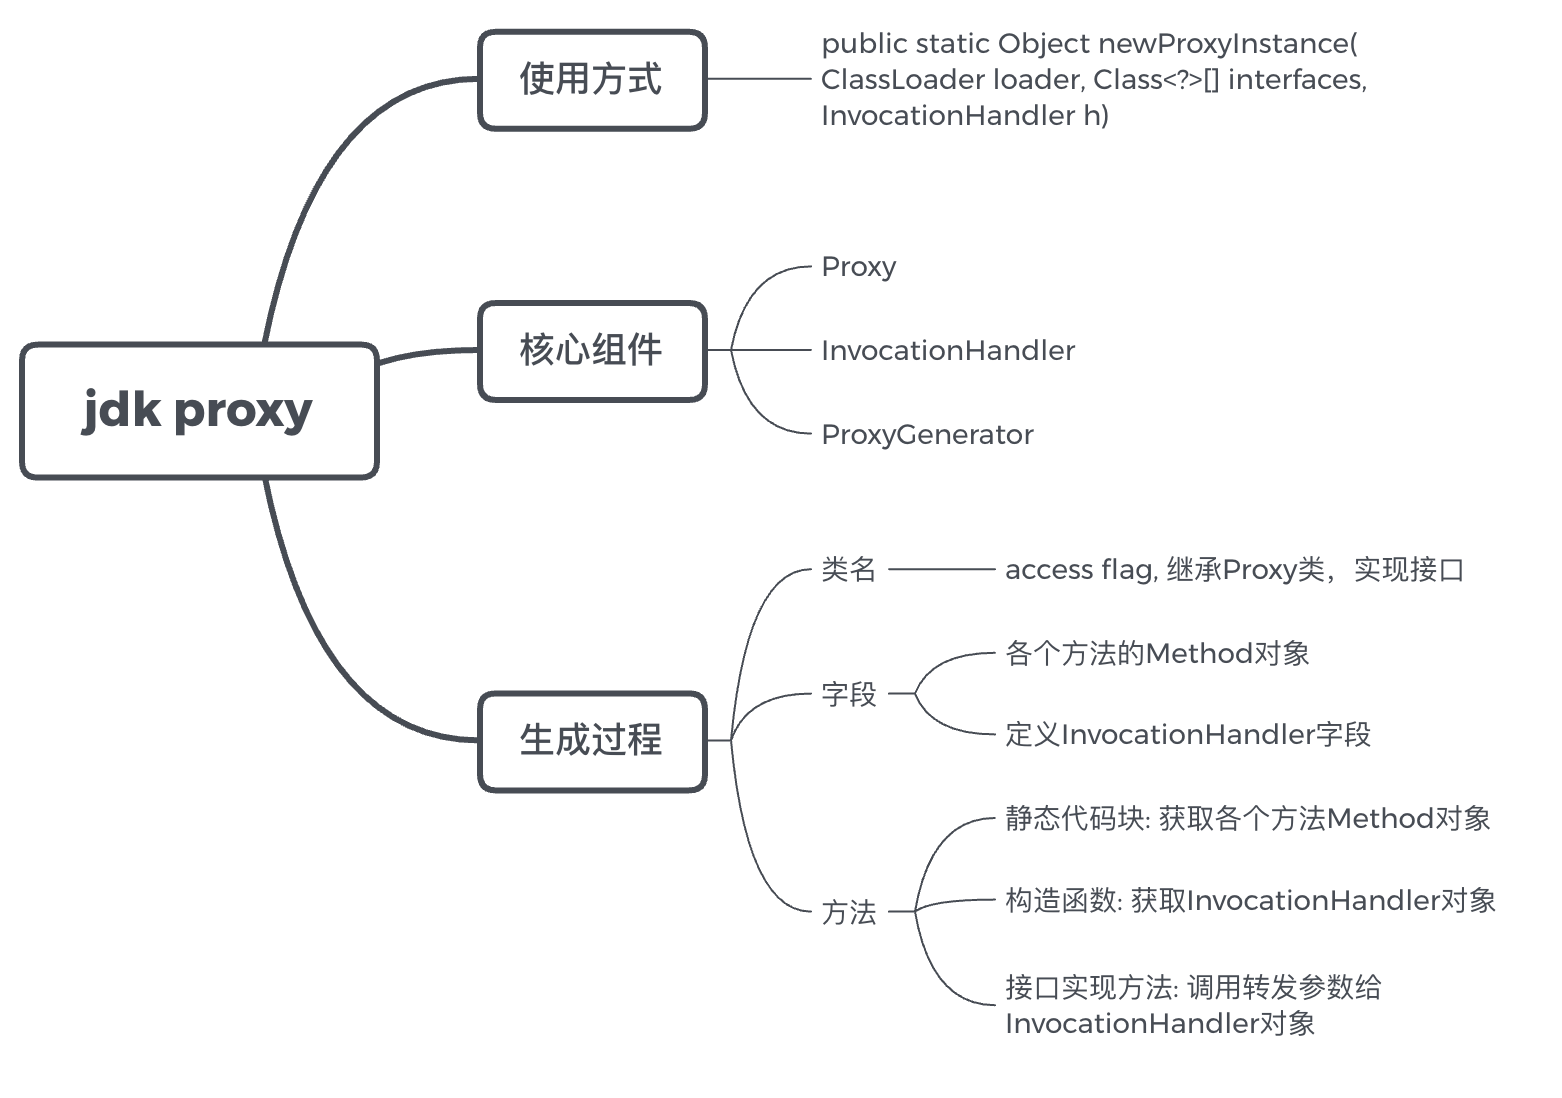 jdk proxy
使用方式
public static Object newProxyInstance(
ClassLoader loader, Class<?>[] interfaces,
InvocationHandler h)
核心组件
Proxy
InvocationHandler
ProxyGenerator
生成过程
类名
access flag, 继承Proxy类，实现接口
字段
各个方法的Method对象
定义InvocationHandler字段
方法
静态代码块: 获取各个方法Method对象
构造函数: 获取InvocationHandler对象
接口实现方法: 调用转发参数给
InvocationHandler对象